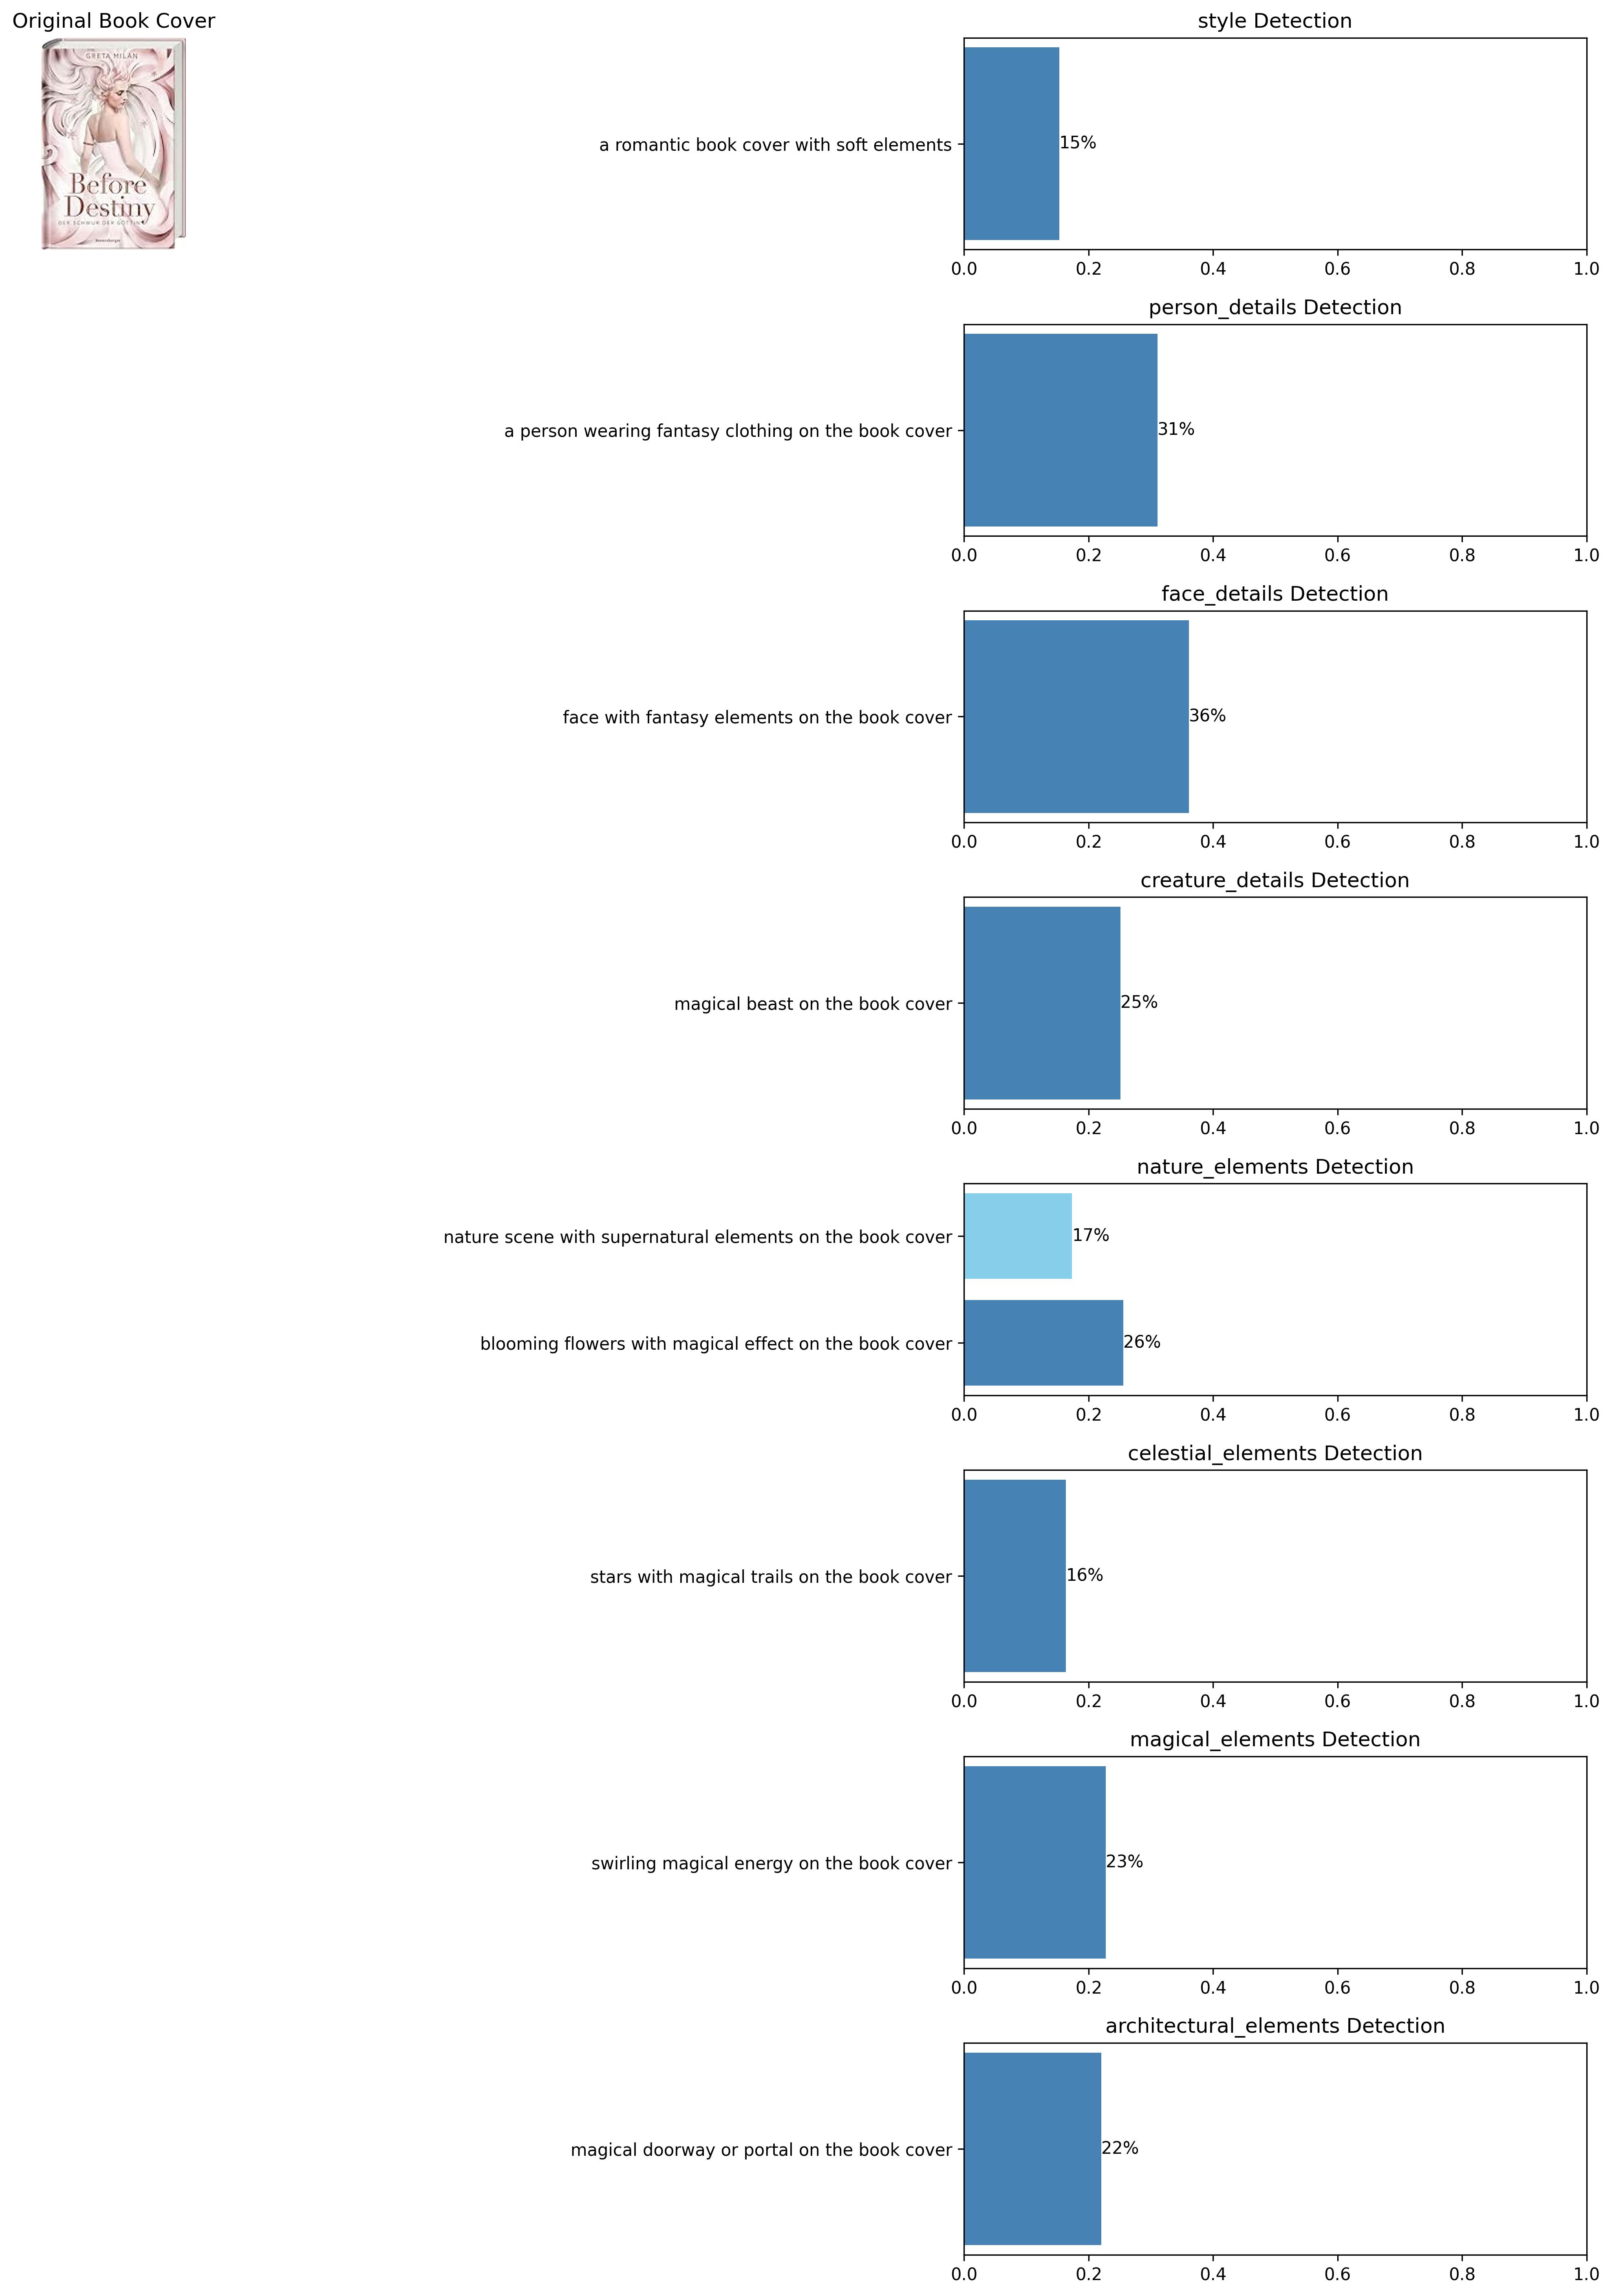 Original Book Cover
GRETA MILÁN
Before
Destiny
DER SCHWUR DER GÖTTIN
Ravensburger
style Detection
a romantic book cover with soft elements
15%
0.0 0.2 0.4 0.6 0.8 1.0
person_details Detection
a person wearing fantasy clothing on the book cover
31%
0.0 0.2 0.4 0.6 0.8 1.0
face_details Detection
face with fantasy elements on the book cover
36%
0.0 0.2 0.4 0.6 0.8 1.0
creature_details Detection
magical beast on the book cover
25%
0.0 0.2 0.4 0.6 0.8 1.0
nature_elements Detection
nature scene with supernatural elements on the book cover
17%
blooming flowers with magical effect on the book cover
26%
0.0 0.2 0.4 0.6 0.8 1.0
celestial_elements Detection
stars with magical trails on the book cover
16%
0.0 0.2 0.4 0.6 0.8 1.0
magical_elements Detection
swirling magical energy on the book cover
23%
0.0 0.2 0.4 0.6 0.8 1.0
architectural_elements Detection
magical doorway or portal on the book cover
22%
0.0 0.2 0.4 0.6 0.8 1.0